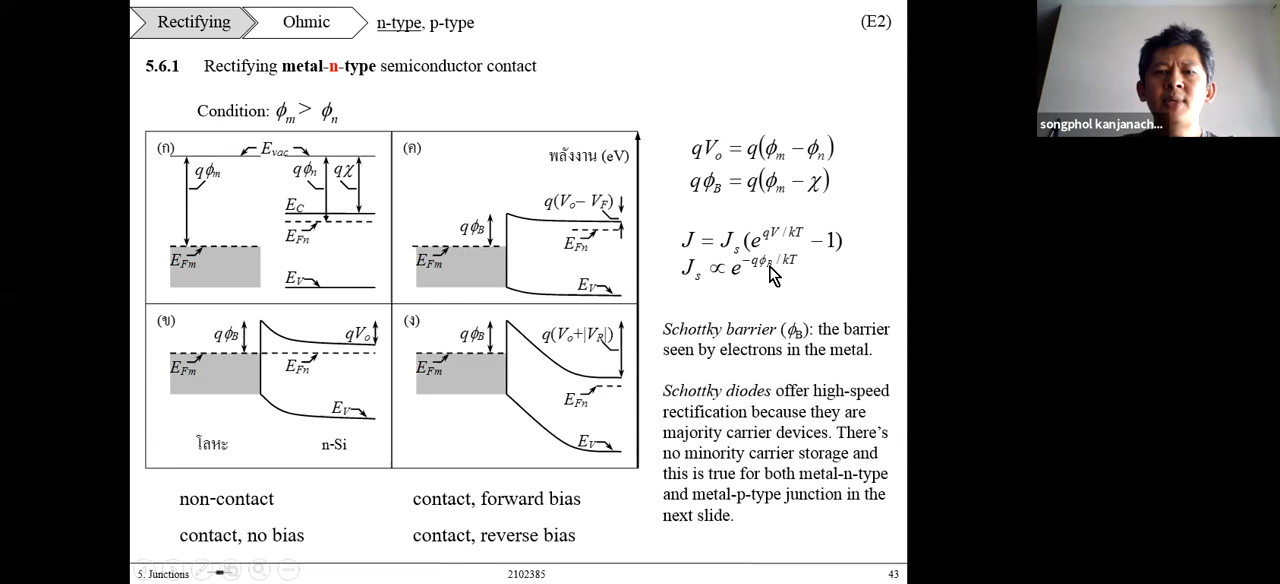 Rectifying Ohmic n-type, p-type (E2)
5.6.1 Rectifying metal-n-type semiconductor contact
Condition: ϕm > ϕn
(ก) Evac
qϕm qϕn qχ
EC
EFn
EFm
EV
(ค) พลังงาน (eV)
q(Vo– VF)
qϕB
EFn
EFm
EV
(ข)
qϕB qVo
EFm EFn
EV
โลหะ n-Si
(ง)
qϕB q(Vo+|VR|)
EFm
EFn
EV
non-contact contact, forward bias
contact, no bias contact, reverse bias
qVo = q(ϕm − ϕn)
qϕB = q(ϕm − χ)
J = Js(e^qV/kT − 1)
Js ∝ e^−qϕB/kT
Schottky barrier (ϕB): the barrier
seen by electrons in the metal.
Schottky diodes offer high-speed
rectification because they are
majority carrier devices. There's
no minority carrier storage and
this is true for both metal-n-type
and metal-p-type junction in the
next slide.
5. Junctions 2102385 43
songphol kanjanach...